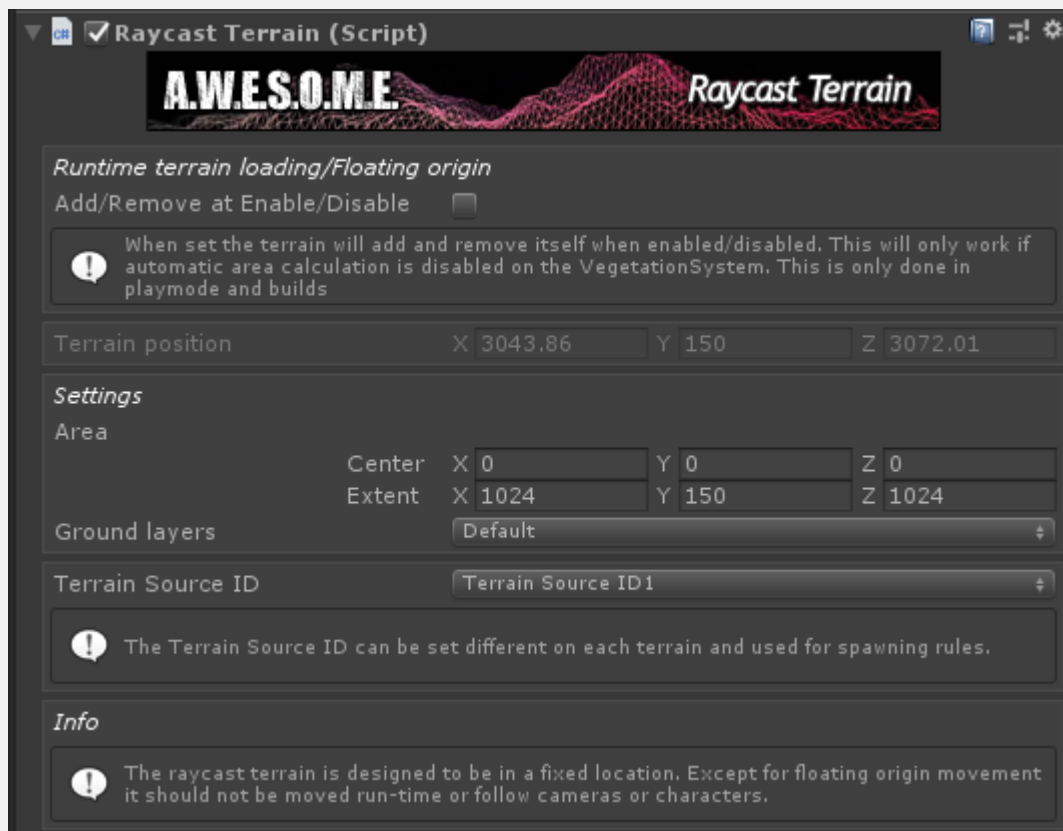 Raycast Terrain (Script)
A.W.E.S.O.M.E. Raycast Terrain
Runtime terrain loading/Floating origin
Add/Remove at Enable/Disable
When set the terrain will add and remove itself when enabled/disabled. This will only work if
automatic area calculation is disabled on the VegetationSystem. This is only done in
playmode and builds
Terrain position X 3043.86 Y 150 Z 3072.01
Settings
Area
Center X 0 Y 0 Z 0
Extent X 1024 Y 150 Z 1024
Ground layers Default
Terrain Source ID Terrain Source ID1
The Terrain Source ID can be set different on each terrain and used for spawning rules.
Info
The raycast terrain is designed to be in a fixed location. Except for floating origin movement
it should not be moved run-time or follow cameras or characters.